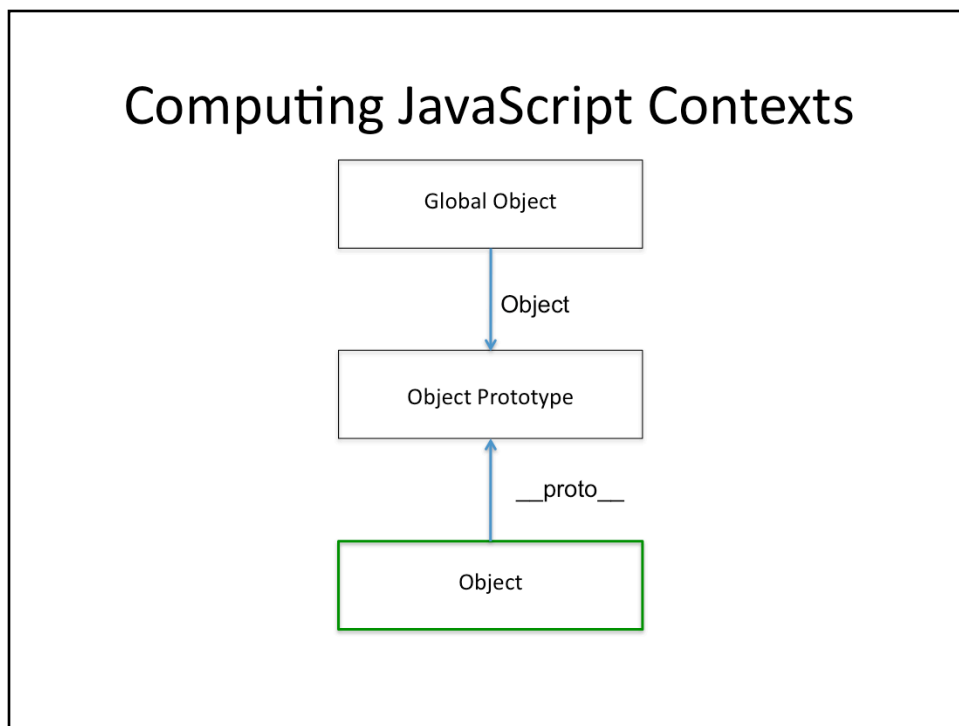 Computing JavaScript Contexts
Global Object
Object
Object Prototype
__proto__
Object